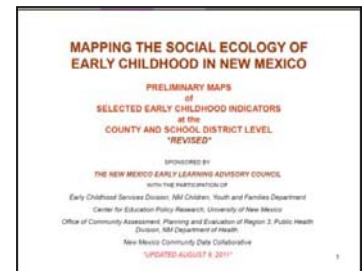 MAPPING THE SOCIAL ECOLOGY OF
EARLY CHILDHOOD IN NEW MEXICO
PRELIMINARY MAPS
of
SELECTED EARLY CHILDHOOD INDICATORS
at the
COUNTY AND SCHOOL DISTRICT LEVEL
*REVISED*
SPONSORED BY
THE NEW MEXICO EARLY LEARNING ADVISORY COUNCIL
WITH THE PARTICIPATION OF
Early Childhood Services Division, NM Children, Youth and Families Department
Center for Education Policy Research, University of New Mexico
Office of Community Assessment, Planning and Evaluation of Region 3, Public Health
Division, NM Department of Health
New Mexico Community Data Collaborative
*UPDATED AUGUST 9, 2011*
1